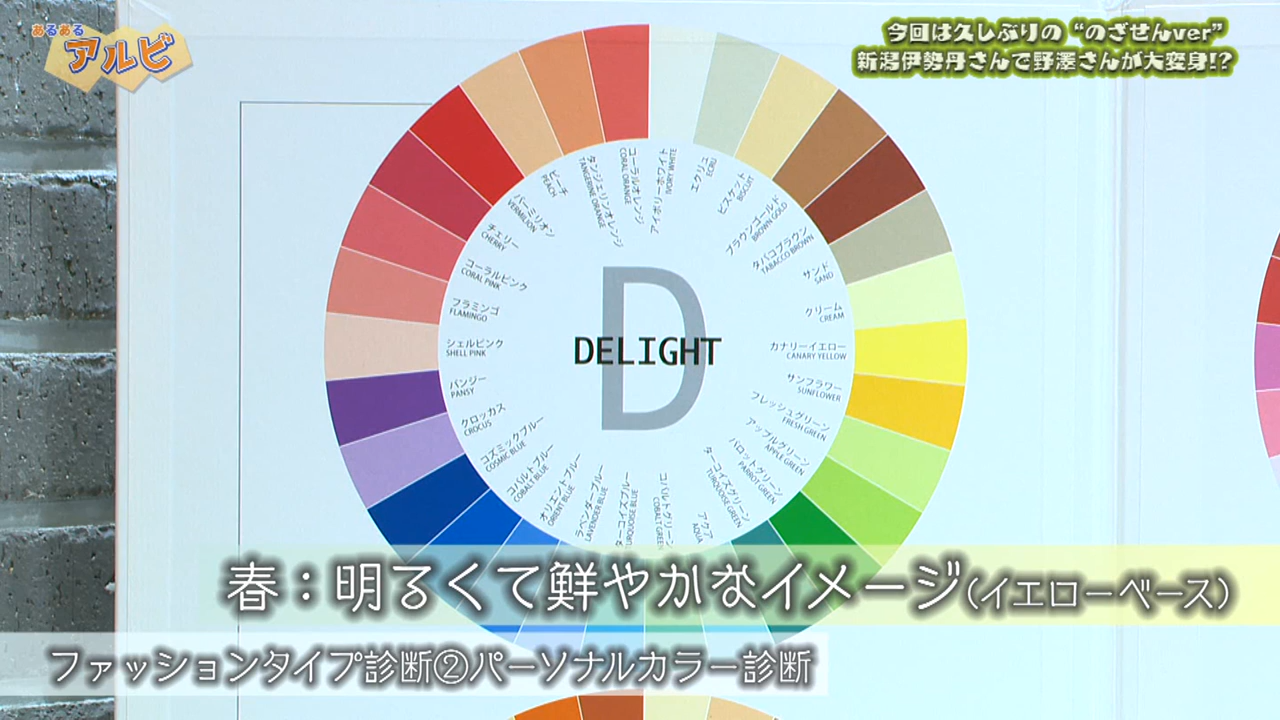 あるある
アルビ
今回は久しぶりの“のざせんver”
新潟伊勢丹さんで野澤さんが大変身!?
アイボリーホワイト
IVORY WHITE
エクリュ
ECRU
ビスケット
BISCUIT
ブラウンゴールド
BROWN GOLD
タバコブラウン
TABACCO BROWN
サンド
SAND
クリーム
CREAM
カナリーイエロー
CANARY YELLOW
サンフラワー
SUNFLOWER
フレッシュグリーン
FRESH GREEN
アップルグリーン
APPLE GREEN
パロットグリーン
PARROT GREEN
ターコイズグリーン
TURQUOISE GREEN
アクア
AQUA
コバルトグリーン
COBALT GREEN
ターコイズブルー
TURQUOISE BLUE
ラベンダーブルー
LAVENDER BLUE
オリエントブルー
ORIENT BLUE
コバルトブルー
COBALT BLUE
コズミックブルー
COSMIC BLUE
クロッカス
CROCUS
パンジー
PANSY
シェルピンク
SHELL PINK
フラミンゴ
FLAMINGO
コーラルピンク
CORAL PINK
チェリー
CHERRY
バーミリオン
VERMILION
ピーチ
PEACH
タンジェリンオレンジ
TANGERINE ORANGE
コーラルオレンジ
CORAL ORANGE
D
DELIGHT
春：明るくて鮮やかなイメージ(イエローベース)
ファッションタイプ診断②パーソナルカラー診断